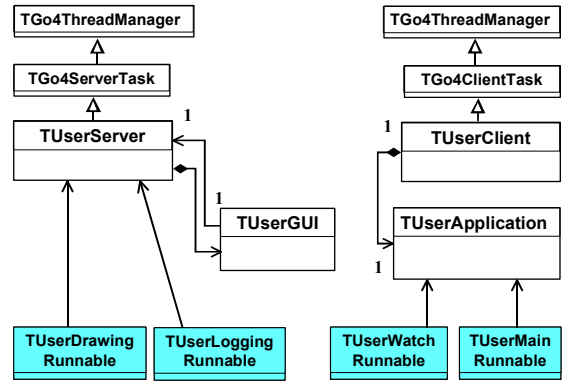 TGo4ThreadManager
TGo4ServerTask
1
TUserServer
1
TUserGUI
TUserDrawing
Runnable
TUserLogging
Runnable
TGo4ThreadManager
TGo4ClientTask
1
TUserClient
TUserApplication
1
TUserWatch
Runnable
TUserMain
Runnable